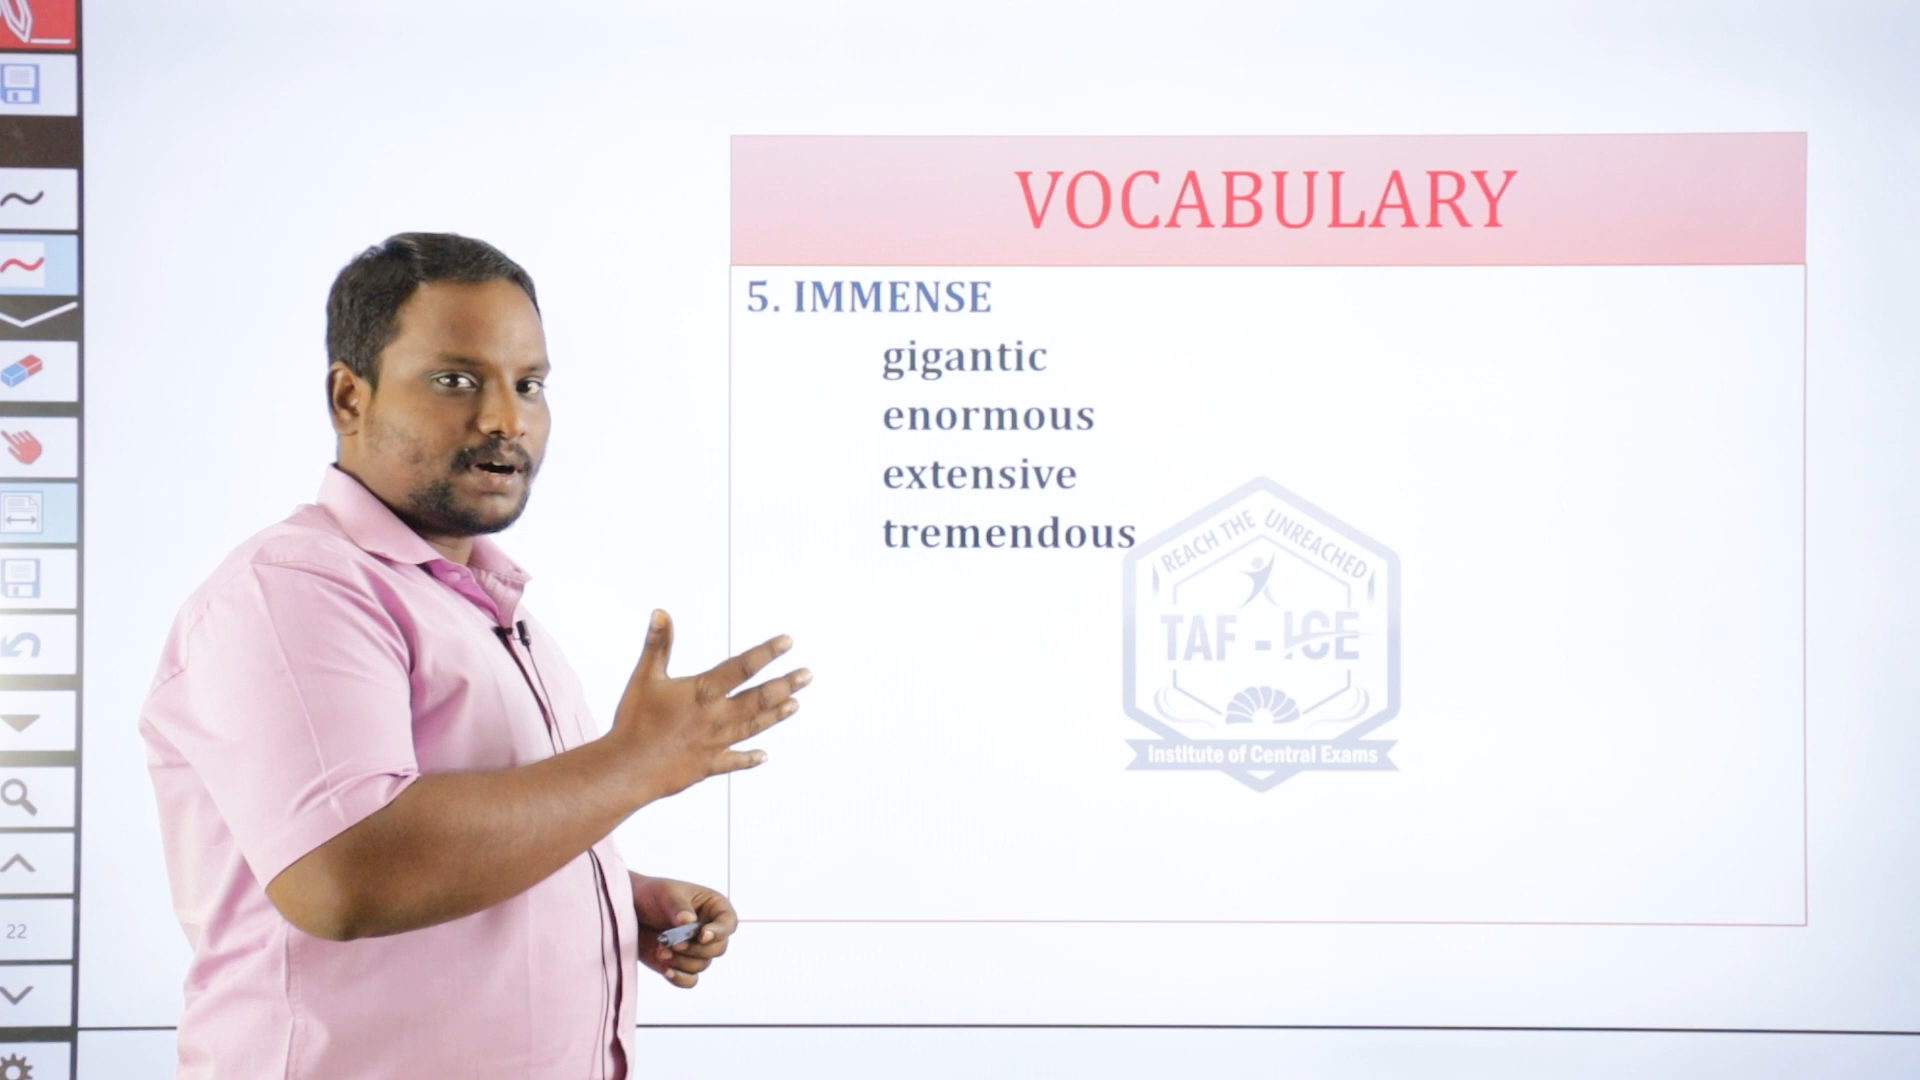 VOCABULARY
5. IMMENSE
gigantic
enormous
extensive
tremendous
REACH THE UNREACHED
TAF - ICE
Institute of Central Exams
22